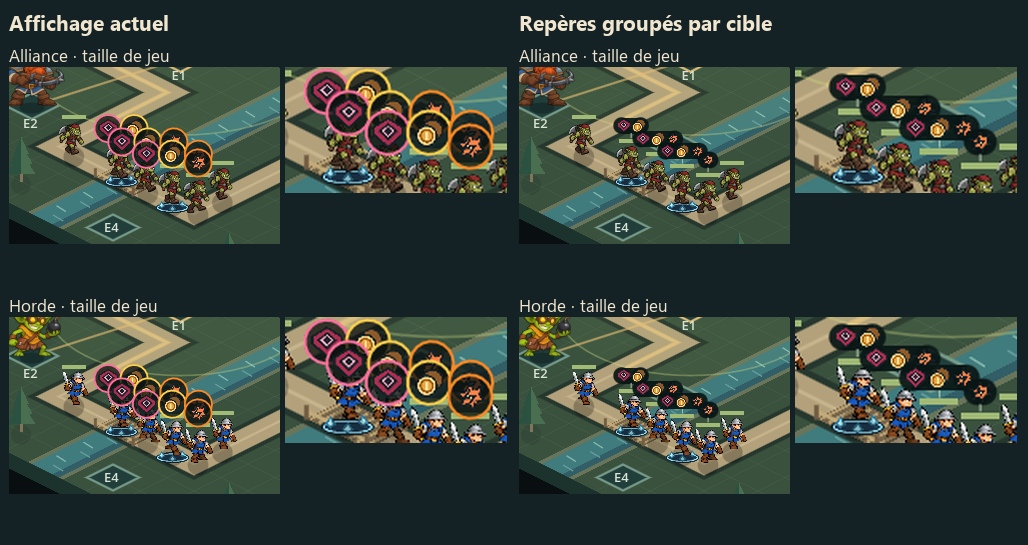 Affichage actuel
Repères groupés par cible
Alliance · taille de jeu
Alliance · taille de jeu
E1
E1
E2
E2
E4
E4
Horde · taille de jeu
Horde · taille de jeu
E1
E1
E2
E2
E4
E4